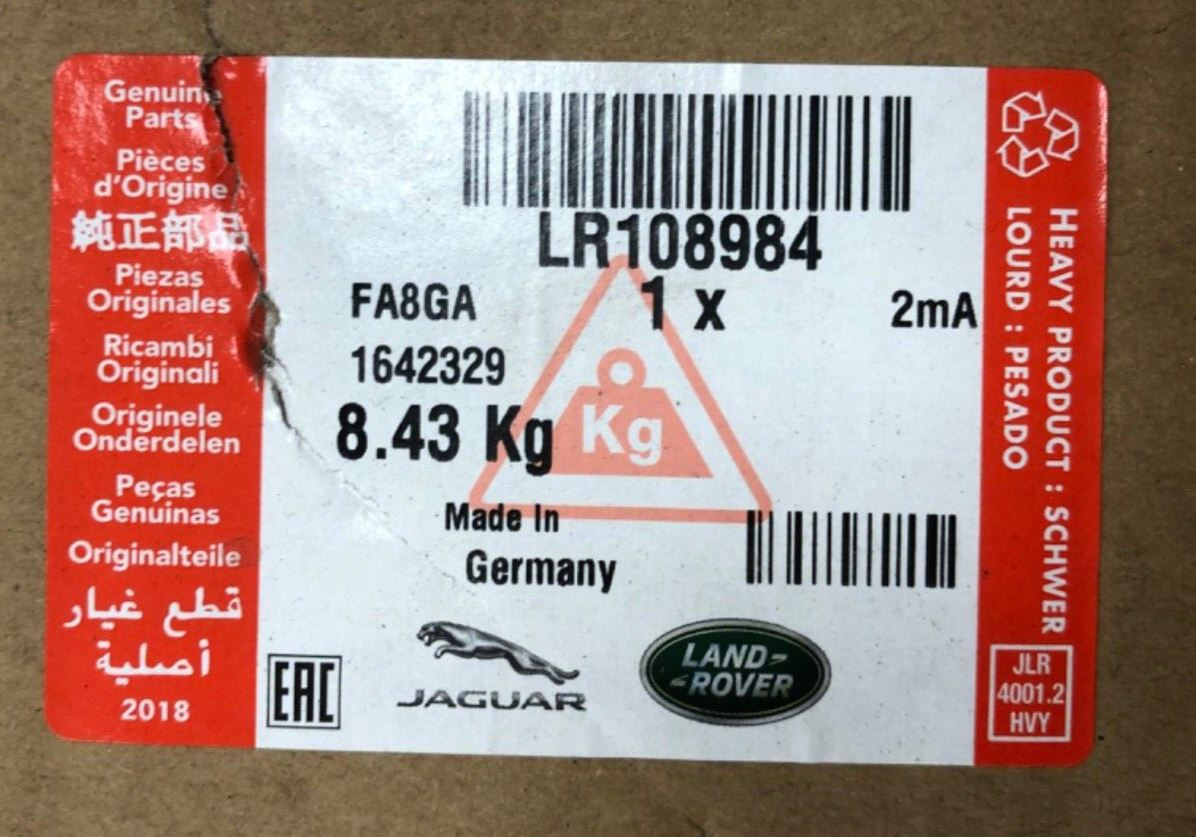 Genuine
Parts
Pièces
d'Origine
純正部品
Piezas
Originales
Ricambi
Originali
Originele
Onderdelen
Peças
Genuinas
Originalteile
قطع غيار
أصلية
2018
LR108984
FA8GA
1 x
2mA
1642329
8.43 Kg
Kg
Made In
Germany
EAC
JAGUAR
LAND-
-ROVER
HEAVY PRODUCT : SCHWER
LOURD : PESADO
JLR
4001.2
HVY